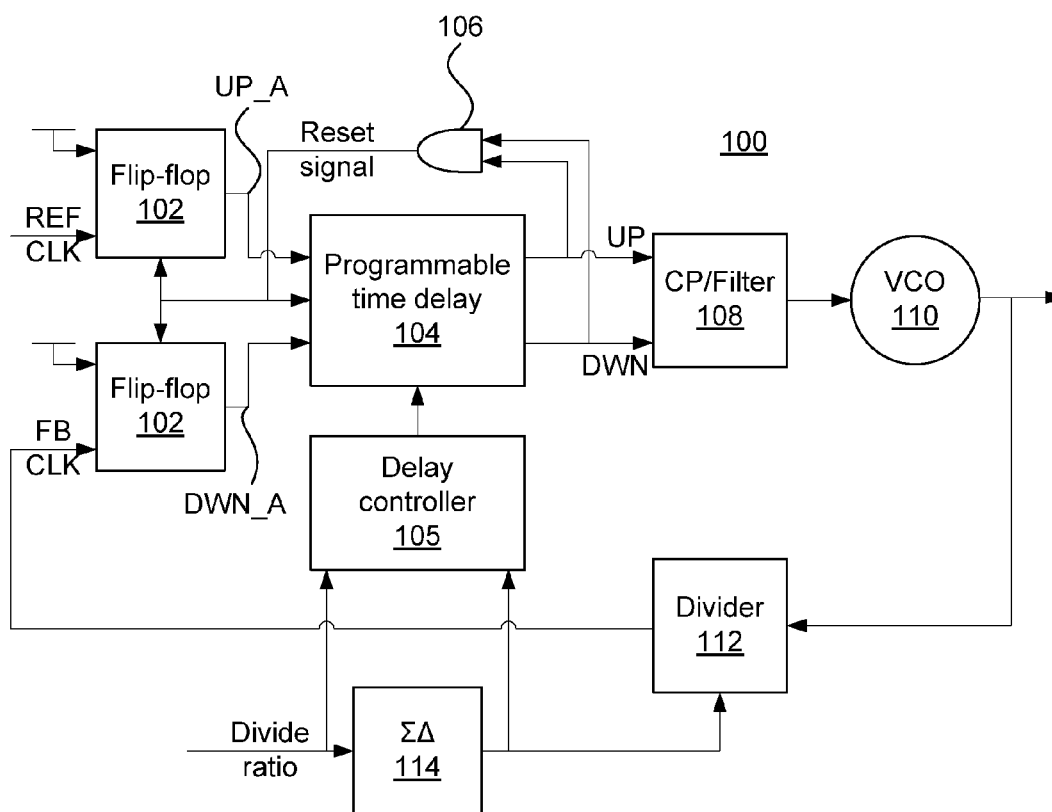 106
UP_A
Reset
signal
100
Flip-flop
102
REF
CLK
Programmable
time delay
104
UP
CP/Filter
108
VCO
110
DWN
Flip-flop
102
FB
CLK
DWN_A
Delay
controller
105
Divider
112
Divide
ratio
ΣΔ
114